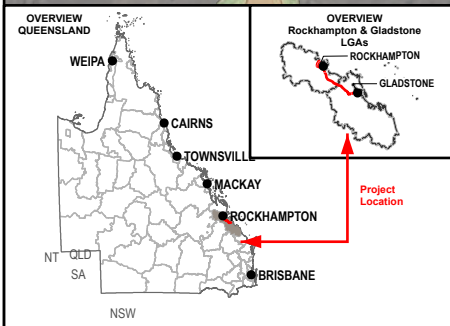 OVERVIEW
QUEENSLAND
WEIPA
CAIRNS
TOWNSVILLE
MACKAY
ROCKHAMPTON
BRISBANE
NT
QLD
SA
NSW
OVERVIEW
Rockhampton & Gladstone
LGAs
ROCKHAMPTON
GLADSTONE
Project
Location